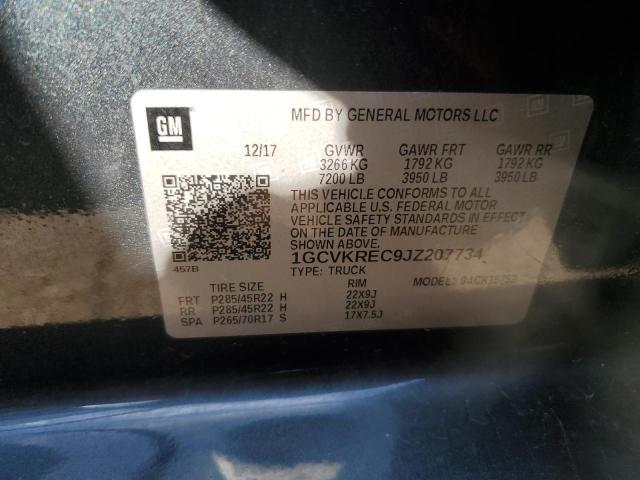 GM
MFD BY GENERAL MOTORS LLC
12/17 GVWR GAWR FRT GAWR RR
3266 KG 1792 KG 1792 KG
7200 LB 3950 LB 3950 LB
THIS VEHICLE CONFORMS TO ALL
APPLICABLE U.S. FEDERAL MOTOR
VEHICLE SAFETY STANDARDS IN EFFECT
ON THE DATE OF MANUFACTURE
SHOWN ABOVE.
1GCVKREC9JZ207734
457B
TYPE: TRUCK MODEL:
TIRE SIZE RIM
FRT P285/45R22 H 22X9J
RR P285/45R22 H 22X9J
SPA P265/70R17 S 17X7.5J